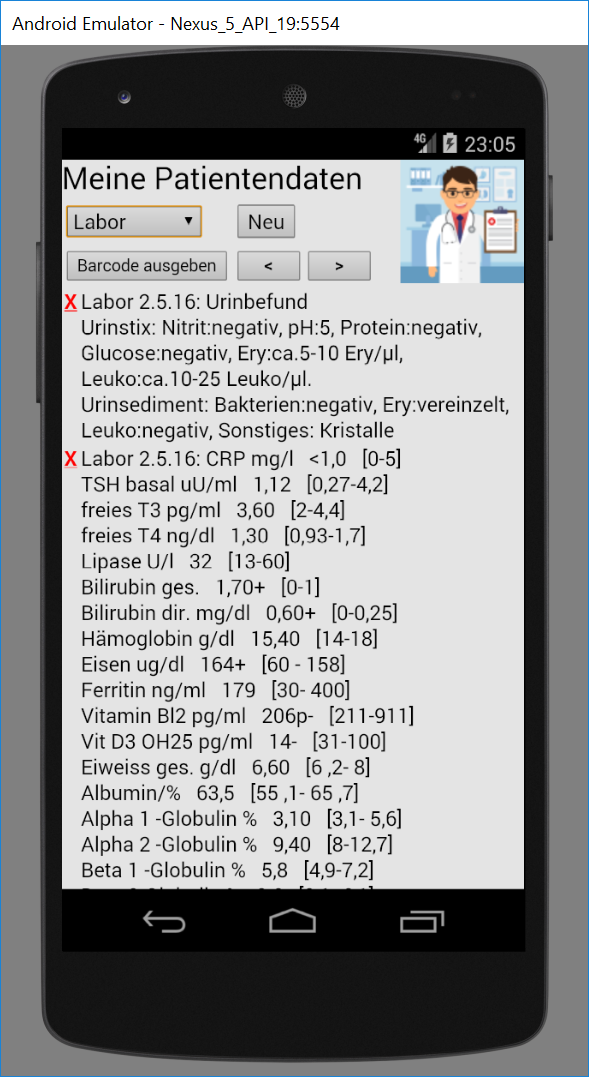 Android Emulator - Nexus_5_API_19:5554
4G 23:05
Meine Patientendaten
Labor Neu
Barcode ausgeben < >
X Labor 2.5.16: Urinbefund
Urinstix: Nitrit:negativ, pH:5, Protein:negativ,
Glucose:negativ, Ery:ca.5-10 Ery/µl,
Leuko:ca.10-25 Leuko/µl.
Urinsediment: Bakterien:negativ, Ery:vereinzelt,
Leuko:negativ, Sonstiges: Kristalle
X Labor 2.5.16: CRP mg/l <1,0 [0-5]
TSH basal uU/ml 1,12 [0,27-4,2]
freies T3 pg/ml 3,60 [2-4,4]
freies T4 ng/dl 1,30 [0,93-1,7]
Lipase U/l 32 [13-60]
Bilirubin ges. 1,70+ [0-1]
Bilirubin dir. mg/dl 0,60+ [0-0,25]
Hämoglobin g/dl 15,40 [14-18]
Eisen ug/dl 164+ [60 - 158]
Ferritin ng/ml 179 [30- 400]
Vitamin Bl2 pg/ml 206p- [211-911]
Vit D3 OH25 pg/ml 14- [31-100]
Eiweiss ges. g/dl 6,60 [6 ,2- 8]
Albumin/% 63,5 [55 ,1- 65 ,7]
Alpha 1 -Globulin % 3,10 [3,1- 5,6]
Alpha 2 -Globulin % 9,40 [8-12,7]
Beta 1 -Globulin % 5,8 [4,9-7,2]